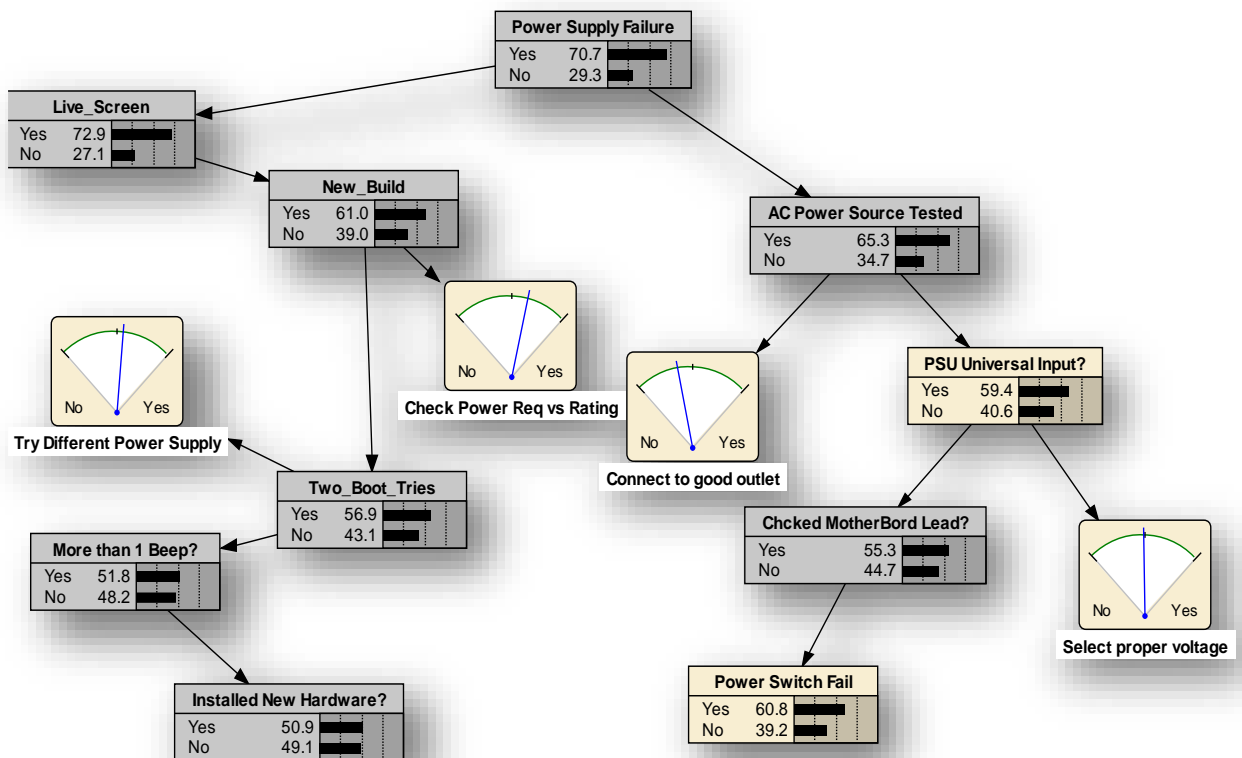 Power Supply Failure
Yes 70.7
No 29.3
Live_Screen
Yes 72.9
No 27.1
New_Build
Yes 61.0
No 39.0
AC Power Source Tested
Yes 65.3
No 34.7
No Yes
Check Power Req vs Rating
No Yes
Try Different Power Supply
No Yes
Connect to good outlet
PSU Universal Input?
Yes 59.4
No 40.6
Two_Boot_Tries
Yes 56.9
No 43.1
Chcked MotherBord Lead?
Yes 55.3
No 44.7
More than 1 Beep?
Yes 51.8
No 48.2
No Yes
Select proper voltage
Installed New Hardware?
Yes 50.9
No 49.1
Power Switch Fail
Yes 60.8
No 39.2